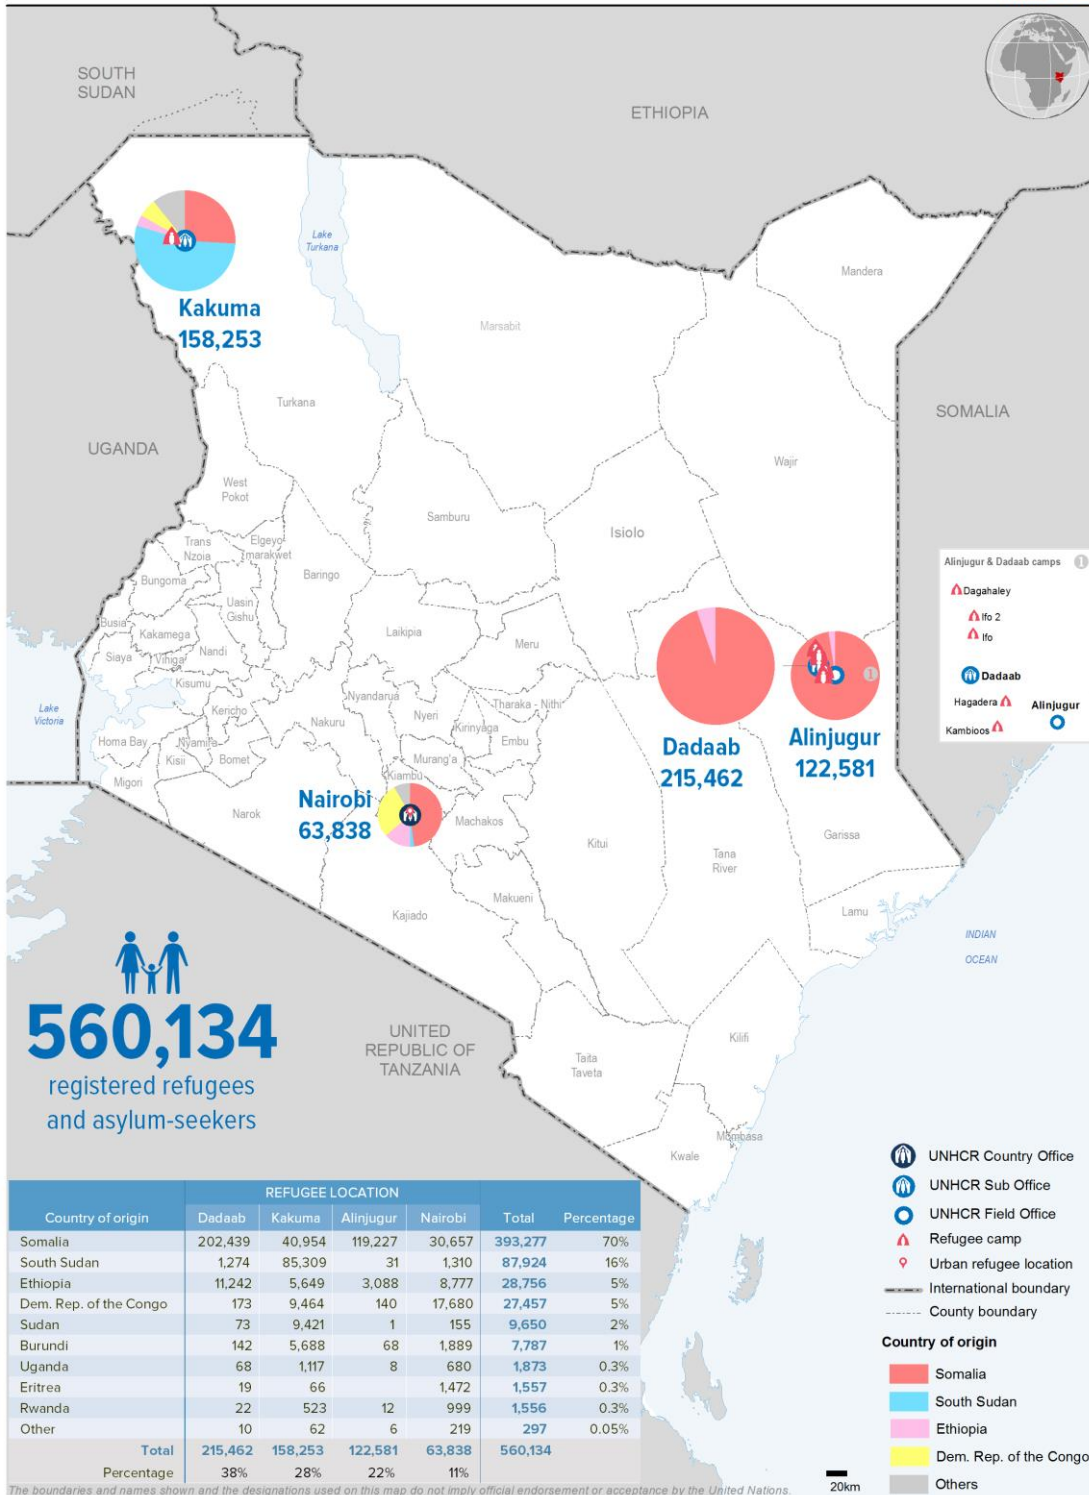 SOUTH
SUDAN
ETHIOPIA
Lake
Turkana
Mandera
Kakuma
158,253
Marsabit
Turkana
SOMALIA
UGANDA
Wajir
West
Pokot
Samburu
Isiolo
Trans
Nzoia
Elgeyo
marakwet
Baringo
Bungoma
Uasin
Gishu
Busia
Kakamega
Laikipia
Meru
Siaya
Vihiga
Nandi
Kisumu
Nyandarua
Tharaka - Nithi
Lake
Victoria
Kericho
Nakuru
Nyeri
Kirinyaga
Embu
Homa Bay
Nyamira
Kisii
Bomet
Murang'a
Migori
Kiambu
Narok
Nairobi
63,838
Machakos
Kitui
Dadaab
215,462
Alinjugur
122,581
1
Alinjugur & Dadaab camps 1
Dagahaley
Ifo 2
Ifo
Dadaab
Hagadera
Alinjugur
Kambioos
Garissa
Tana
River
Makueni
Kajiado
Lamu
INDIAN
OCEAN
560,134
registered refugees
and asylum-seekers
UNITED
REPUBLIC OF
TANZANIA
Taita
Taveta
Kilifi
Mombasa
Kwale
REFUGEE LOCATION
Country of origin Dadaab Kakuma Alinjugur Nairobi Total Percentage
Somalia 202,439 40,954 119,227 30,657 393,277 70%
South Sudan 1,274 85,309 31 1,310 87,924 16%
Ethiopia 11,242 5,649 3,088 8,777 28,756 5%
Dem. Rep. of the Congo 173 9,464 140 17,680 27,457 5%
Sudan 73 9,421 1 155 9,650 2%
Burundi 142 5,688 68 1,889 7,787 1%
Uganda 68 1,117 8 680 1,873 0.3%
Eritrea 19 66 1,472 1,557 0.3%
Rwanda 22 523 12 999 1,556 0.3%
Other 10 62 6 219 297 0.05%
Total 215,462 158,253 122,581 63,838 560,134
Percentage 38% 28% 22% 11%
UNHCR Country Office
UNHCR Sub Office
UNHCR Field Office
Refugee camp
Urban refugee location
International boundary
County boundary
Country of origin
Somalia
South Sudan
Ethiopia
Dem. Rep. of the Congo
Others
20km
The boundaries and names shown and the designations used on this map do not imply official endorsement or acceptance by the United Nations.